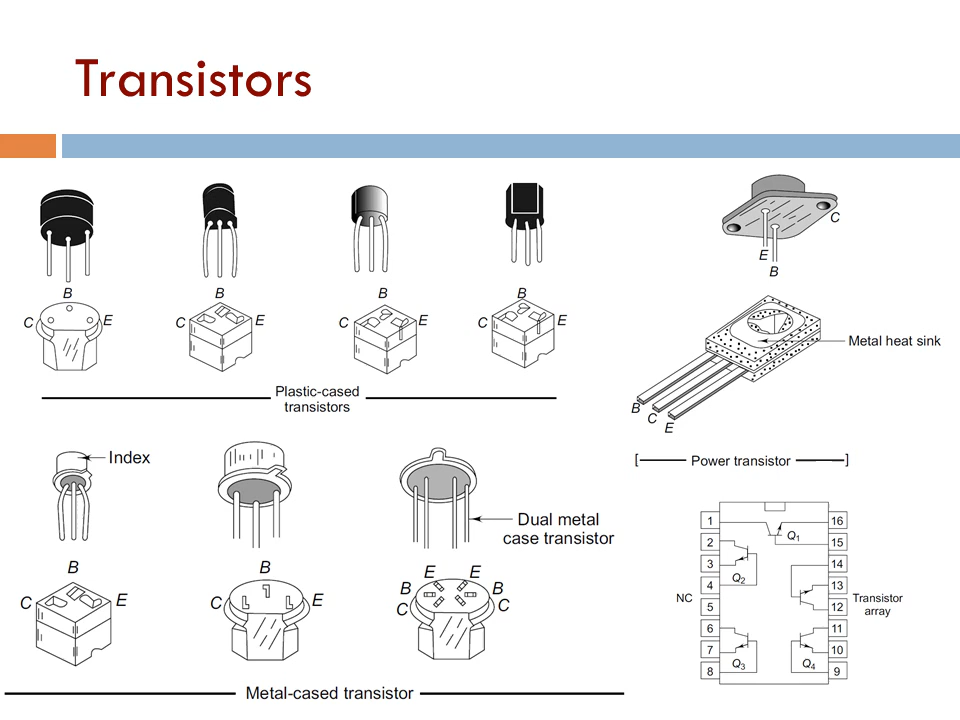 Transistors
B
C E
B
C E
B
C E
B
C E
Plastic-cased
transistors
C
E
B
Metal heat sink
B
C
E
[ Power transistor ]
Index
Dual metal
case transistor
B
C E
B
C E
E E
B B
C C
Metal-cased transistor
1 16
Q1
2 15
3 14
Q2
4 13
NC
5 12
Transistor
array
6 11
7 10
Q3 Q4
8 9